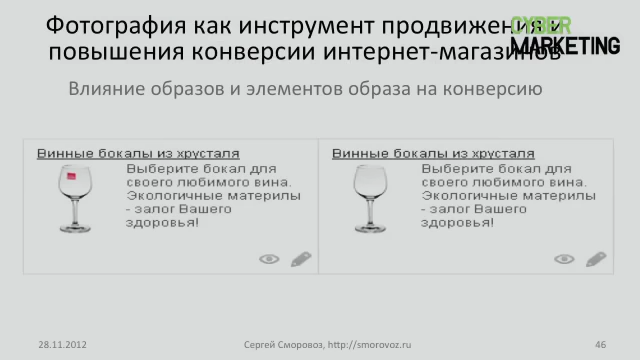 Фотография как инструмент продвижения и
повышения конверсии интернет-магазинов
CYBER
MARKETING
Влияние образов и элементов образа на конверсию
Винные бокалы из хрусталя
Выберите бокал для
своего любимого вина.
Экологичные материлы
- залог Вашего
здоровья!
Винные бокалы из хрусталя
Выберите бокал для
своего любимого вина.
Экологичные материлы
- залог Вашего
здоровья!
28.11.2012
Сергей Сморовоз, http://smorovoz.ru
46